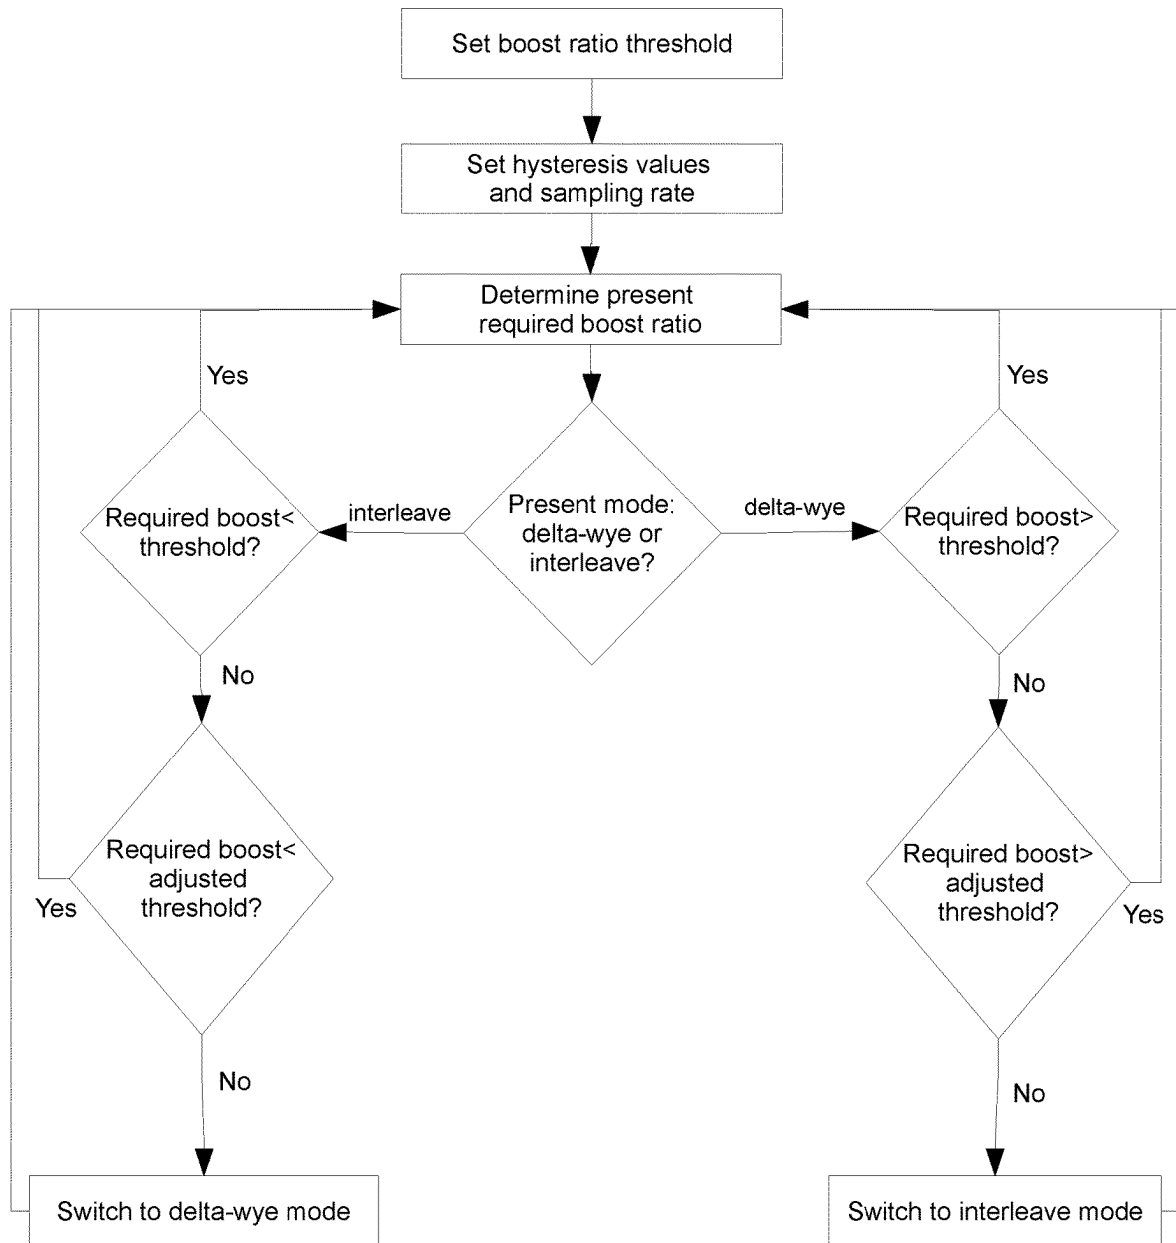 Set boost ratio threshold
Set hysteresis values
and sampling rate
Determine present
required boost ratio
Yes
Yes
Required boost<
threshold?
interleave
Present mode:
delta-wye or
interleave?
delta-wye
Required boost>
threshold?
No
No
Required boost<
adjusted
threshold?
Yes
Required boost>
adjusted
threshold?
Yes
No
No
Switch to delta-wye mode
Switch to interleave mode